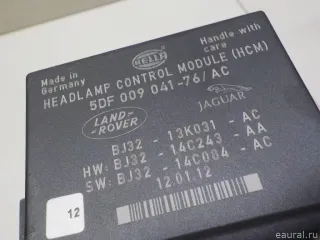 Made in
Germany
HELLA
Handle with
care
HEADLAMP CONTROL MODULE (HCM)
5DF 009 041-76/ AC
LAND-
ROVER
JAGUAR
BJ32 - 13K031 - AC
HW: BJ32 - 14C243 - AA
SW: BJ32 - 14C004 - AC
12.01.12
12
eaural.ru